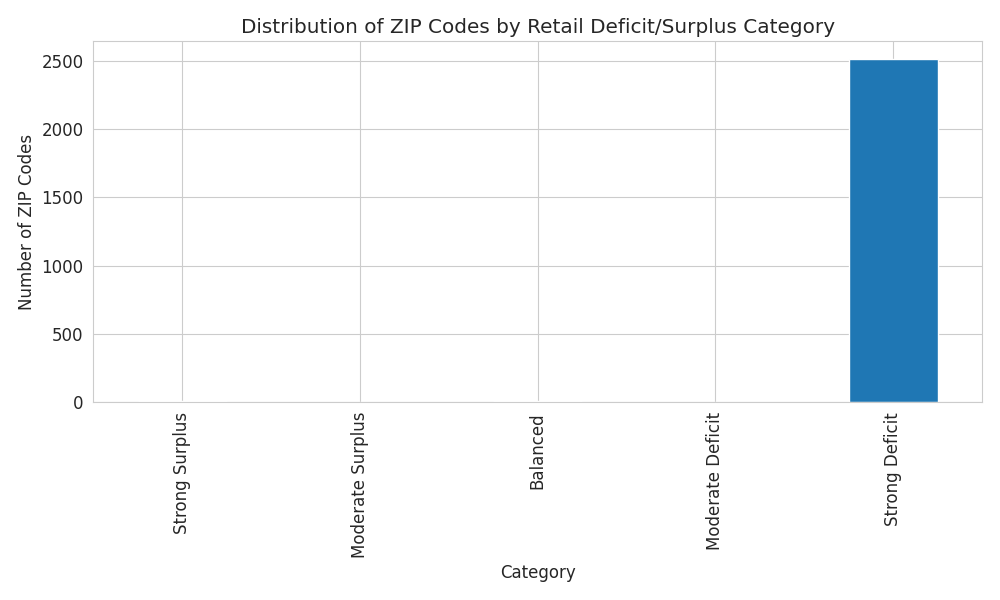 Distribution of ZIP Codes by Retail Deficit/Surplus Category
Number of ZIP Codes
2500
2000
1500
1000
500
0
Strong Surplus
Moderate Surplus
Balanced
Moderate Deficit
Strong Deficit
Category